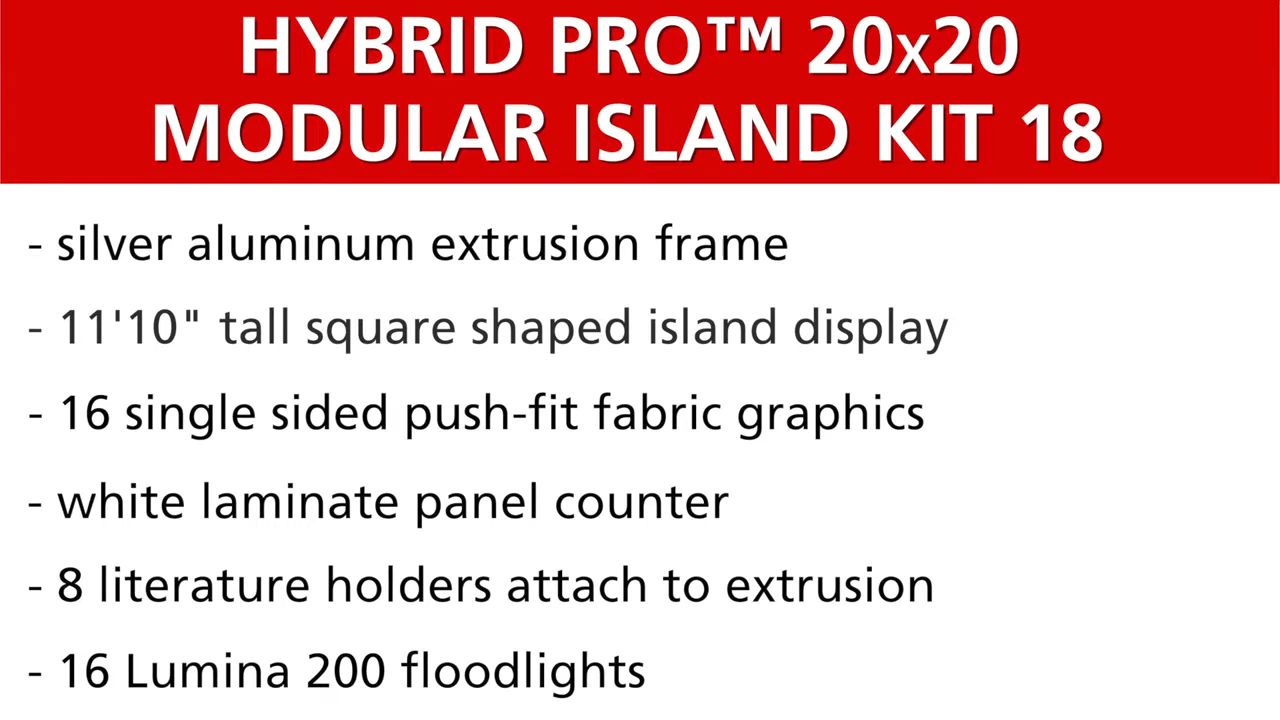 HYBRID PRO™ 20x20
MODULAR ISLAND KIT 18
- silver aluminum extrusion frame
- 11'10" tall square shaped island display
- 16 single sided push-fit fabric graphics
- white laminate panel counter
- 8 literature holders attach to extrusion
- 16 Lumina 200 floodlights